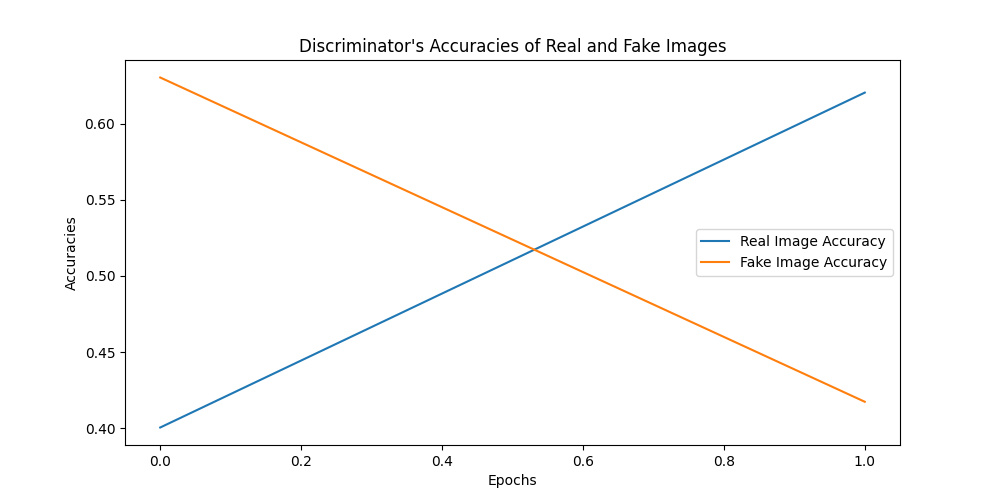 Discriminator's Accuracies of Real and Fake Images
Accuracies
0.60
0.55
0.50
0.45
0.40
Real Image Accuracy
Fake Image Accuracy
0.0 0.2 0.4 0.6 0.8 1.0
Epochs